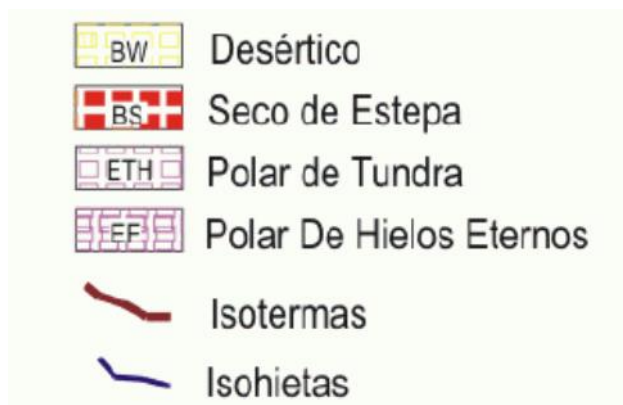 BW Desértico
BS Seco de Estepa
ETH Polar de Tundra
EF Polar De Hielos Eternos
Isotermas
Isohietas